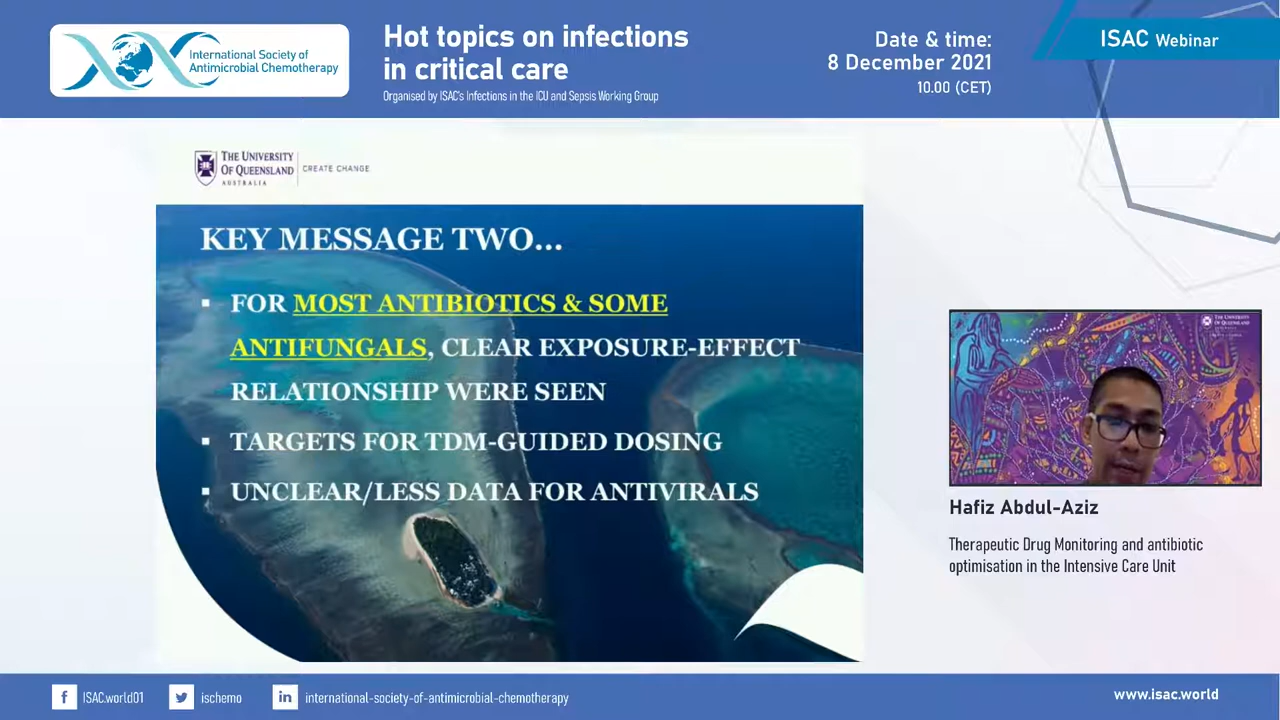 International Society of
Antimicrobial Chemotherapy
Hot topics on infections
in critical care
Organised by ISAC's Infections in the ICU and Sepsis Working Group
Date & time:
8 December 2021
10.00 (CET)
ISAC Webinar
THE UNIVERSITY
OF QUEENSLAND
AUSTRALIA
CREATE CHANGE
KEY MESSAGE TWO...
▪ FOR MOST ANTIBIOTICS & SOME
ANTIFUNGALS, CLEAR EXPOSURE-EFFECT
RELATIONSHIP WERE SEEN
▪ TARGETS FOR TDM-GUIDED DOSING
▪ UNCLEAR/LESS DATA FOR ANTIVIRALS
THE UNIVERSITY
OF QUEENSLAND
Hafiz Abdul-Aziz
Therapeutic Drug Monitoring and antibiotic
optimisation in the Intensive Care Unit
ISAC.world01
ischemo
international-society-of-antimicrobial-chemotherapy
www.isac.world